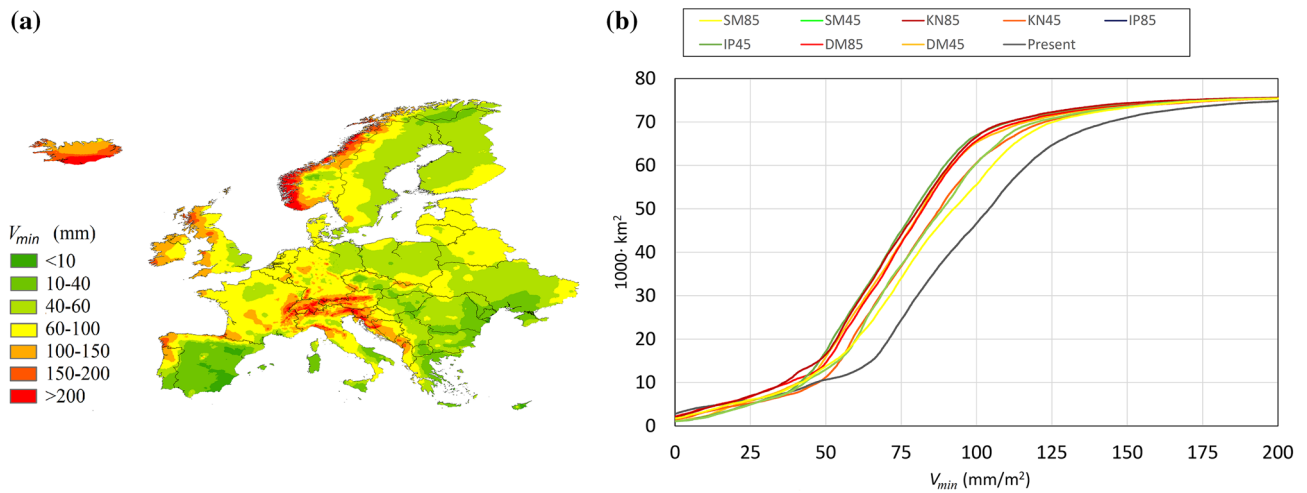 (a)
V_min (mm)
<10
10-40
40-60
60-100
100-150
150-200
>200
(b)
SM85 SM45 KN85 KN45 IP85
IP45 DM85 DM45 Present
1000· km²
80
70
60
50
40
30
20
10
0
0 25 50 75 100 125 150 175 200
V_min (mm/m²)